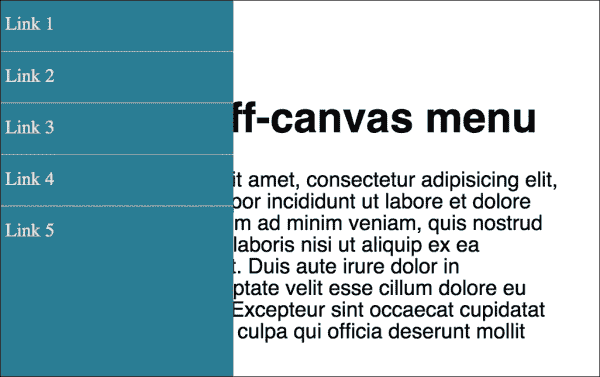 Link 1
Link 2
Link 3
Link 4
Link 5
ff-canvas menu
it amet, consectetur adipisicing elit,
por incididunt ut labore et dolore
m ad minim veniam, quis nostrud
laboris nisi ut aliquip ex ea
t. Duis aute irure dolor in
ptate velit esse cillum dolore eu
Excepteur sint occaecat cupidatat
culpa qui officia deserunt mollit